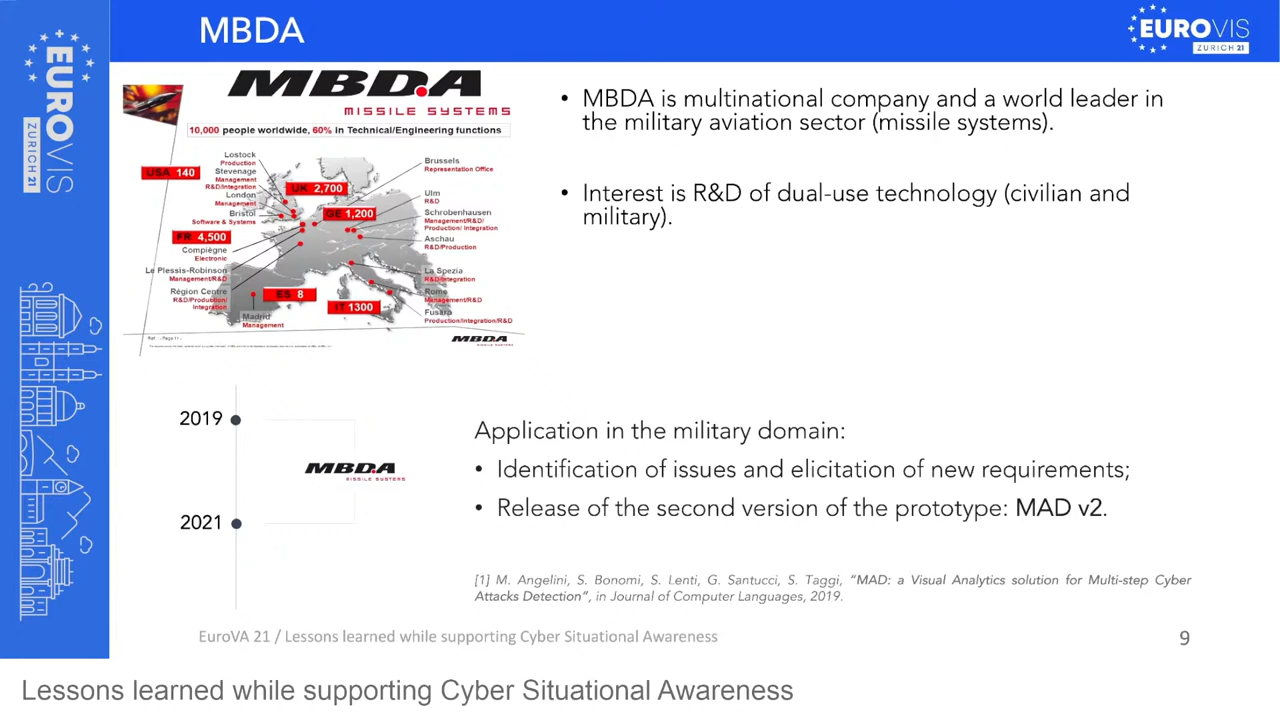 MBDA
EUROVIS
ZURICH 21
EUROVIS
ZURICH 21
MBDA
MISSILE SYSTEMS
10,000 people worldwide, 60% in Technical/Engineering functions
Lostock
Production
Stevenage
Management
R&D/Integration
London
Management
Bristol
Software & Systems
USA 140
UK 2,700
GE 1,200
FR 4,500
Compiègne
Electronic
Le Plessis-Robinson
Management/R&D
Région Centre
R&D/Production/
Integration
ES 8
Madrid
Management
IT 1300
Brussels
Representation Office
Ulm
R&D
Schrobenhausen
Management/R&D/
Production/ Integration
Aschau
R&D/Production
La Spezia
R&D/Integration
Rome
Management/R&D
Fusaro
Production/Integration/R&D
MBDA
MISSILE SYSTEMS
• MBDA is multinational company and a world leader in
the military aviation sector (missile systems).
• Interest is R&D of dual-use technology (civilian and
military).
2019
MBDA
MISSILE SYSTEMS
2021
Application in the military domain:
• Identification of issues and elicitation of new requirements;
• Release of the second version of the prototype: MAD v2.
[1] M. Angelini, S. Bonomi, S. Lenti, G. Santucci, S. Taggi, “MAD: a Visual Analytics solution for Multi-step Cyber
Attacks Detection”, in Journal of Computer Languages, 2019.
EuroVA 21 / Lessons learned while supporting Cyber Situational Awareness
9
Lessons learned while supporting Cyber Situational Awareness